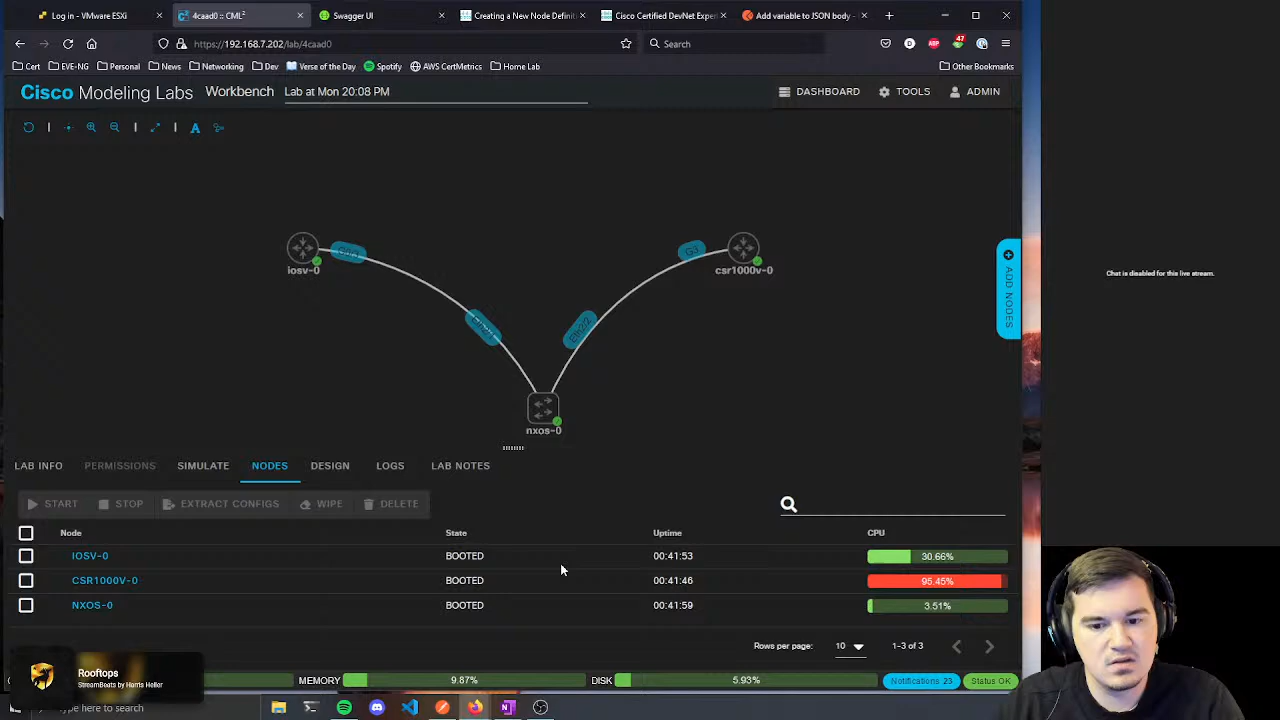 Log in - VMware ESXi
4caad0 :: CML²
Swagger UI
Creating a New Node Definiti
Cisco Certified DevNet Expert
Add variable to JSON body -
https://192.168.7.202/lab/4caad0
Search
47
ABP
Cert
EVE-NG
Personal
News
Networking
Dev
Verse of the Day
Spotify
AWS CertMetrics
Home Lab
Other Bookmarks
Cisco Modeling Labs
Workbench
Lab at Mon 20:08 PM
DASHBOARD
TOOLS
ADMIN
A
iosv-0
G3
csr1000v-0
Eth2/2
nxos-0
ADD NODES
Chat is disabled for this live stream.
LAB INFO
PERMISSIONS
SIMULATE
NODES
DESIGN
LOGS
LAB NOTES
START
STOP
EXTRACT CONFIGS
WIPE
DELETE
Node State Uptime CPU
IOSV-0 BOOTED 00:41:53 30.66%
CSR1000V-0 BOOTED 00:41:46 95.45%
NXOS-0 BOOTED 00:41:59 3.51%
Rows per page: 10 1-3 of 3
Rooftops
StreamBeats by Harris Heller
MEMORY 9.87% DISK 5.93%
Notifications 23
Status OK
here to search